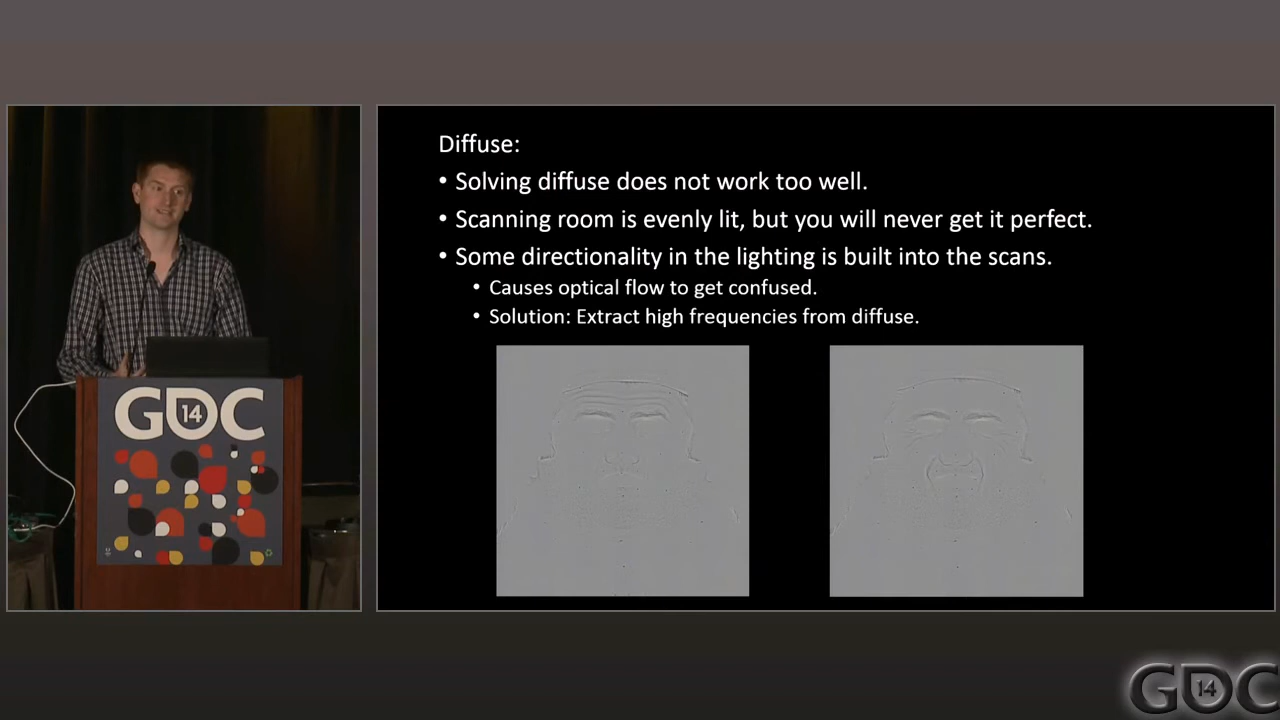 Diffuse:
• Solving diffuse does not work too well.
• Scanning room is evenly lit, but you will never get it perfect.
• Some directionality in the lighting is built into the scans.
• Causes optical flow to get confused.
• Solution: Extract high frequencies from diffuse.
GDC
14
GDC
14